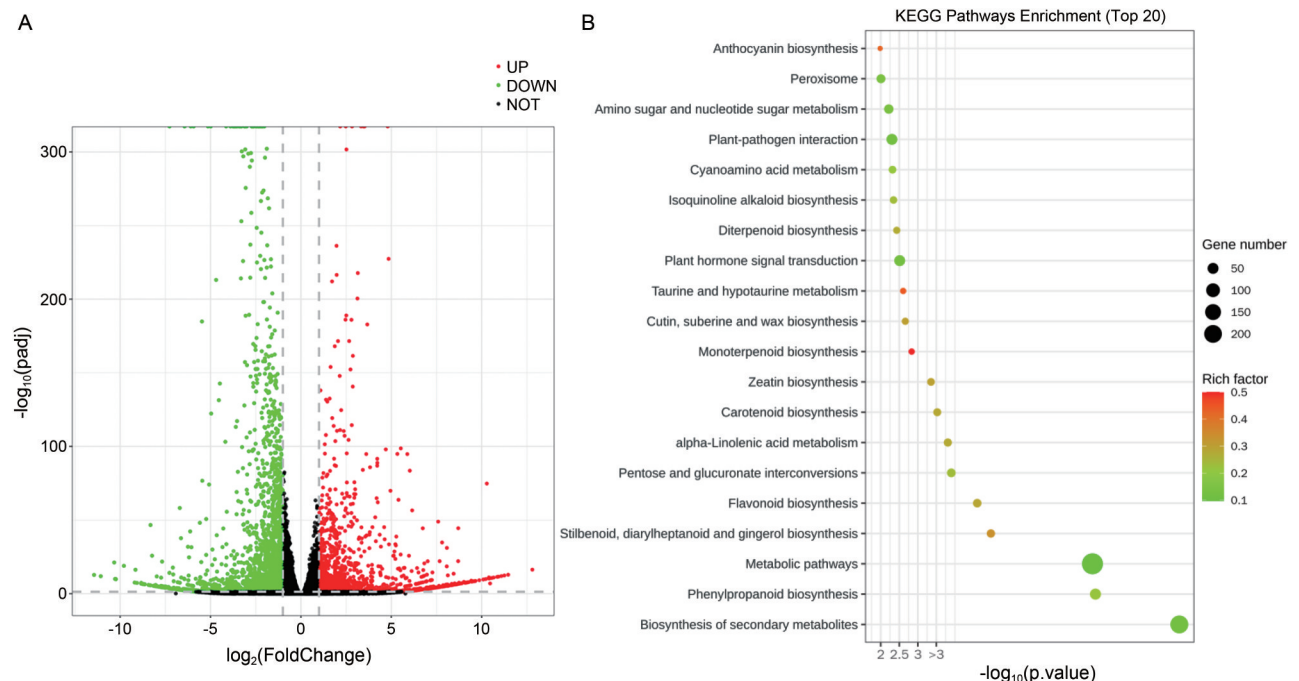 A
UP
DOWN
NOT
300
200
100
0
-log10(padj)
-10
-5
0
5
10
log2(FoldChange)
B
KEGG Pathways Enrichment (Top 20)
Anthocyanin biosynthesis
Peroxisome
Amino sugar and nucleotide sugar metabolism
Plant-pathogen interaction
Cyanoamino acid metabolism
Isoquinoline alkaloid biosynthesis
Diterpenoid biosynthesis
Plant hormone signal transduction
Taurine and hypotaurine metabolism
Cutin, suberine and wax biosynthesis
Monoterpenoid biosynthesis
Zeatin biosynthesis
Carotenoid biosynthesis
alpha-Linolenic acid metabolism
Pentose and glucuronate interconversions
Flavonoid biosynthesis
Stilbenoid, diarylheptanoid and gingerol biosynthesis
Metabolic pathways
Phenylpropanoid biosynthesis
Biosynthesis of secondary metabolites
2 2.5 3 >3
-log10(p.value)
Gene number
50
100
150
200
Rich factor
0.5
0.4
0.3
0.2
0.1